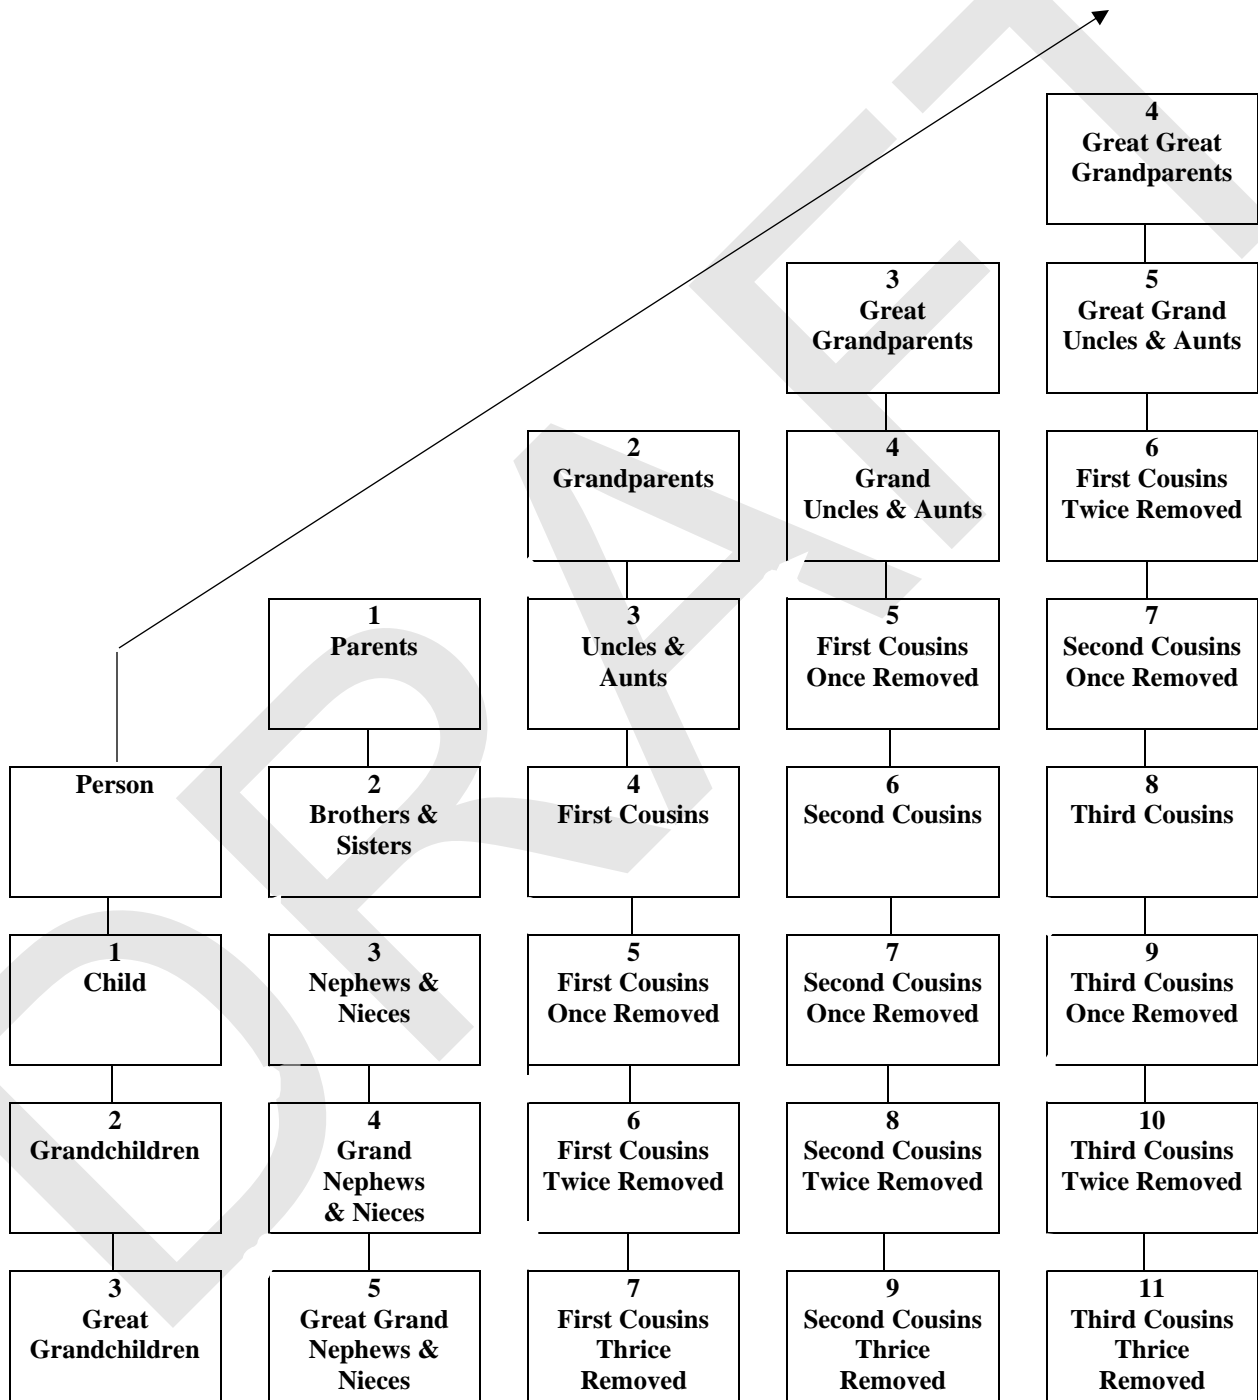 4
Great Great
Grandparents
3
Great
Grandparents
5
Great Grand
Uncles & Aunts
2
Grandparents
4
Grand
Uncles & Aunts
6
First Cousins
Twice Removed
1
Parents
3
Uncles &
Aunts
5
First Cousins
Once Removed
7
Second Cousins
Once Removed
Person
2
Brothers &
Sisters
4
First Cousins
6
Second Cousins
8
Third Cousins
1
Child
3
Nephews &
Nieces
5
First Cousins
Once Removed
7
Second Cousins
Once Removed
9
Third Cousins
Once Removed
2
Grandchildren
4
Grand
Nephews
& Nieces
6
First Cousins
Twice Removed
8
Second Cousins
Twice Removed
10
Third Cousins
Twice Removed
3
Great
Grandchildren
5
Great Grand
Nephews &
Nieces
7
First Cousins
Thrice
Removed
9
Second Cousins
Thrice
Removed
11
Third Cousins
Thrice
Removed
DRAFT